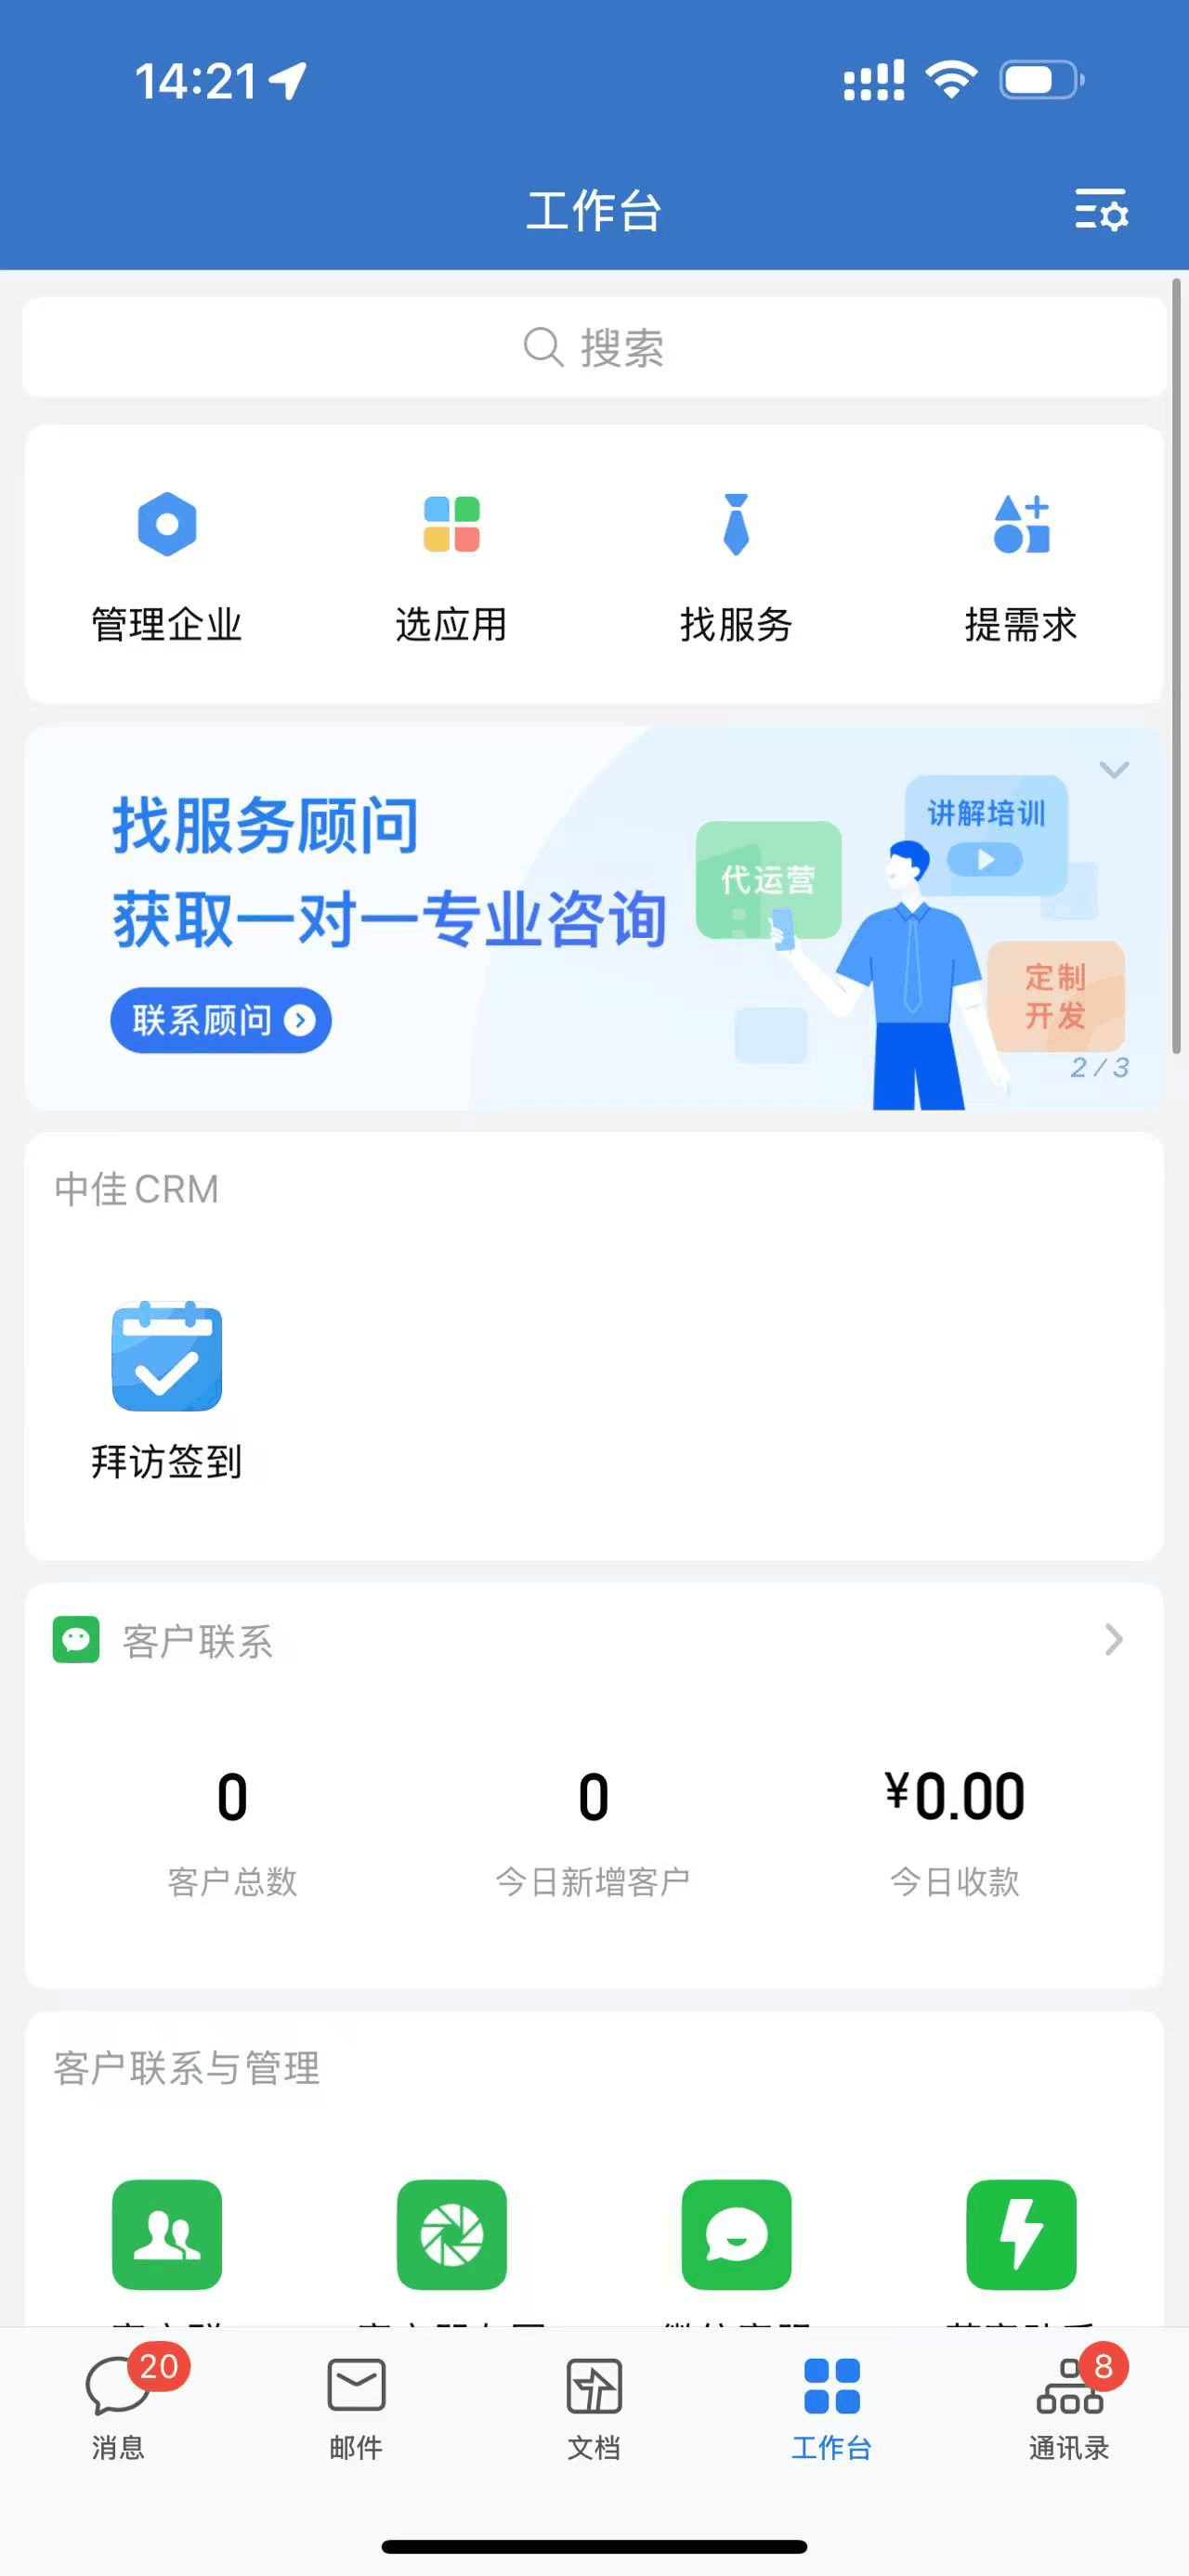 14:21
工作台
搜索
管理企业 选应用 找服务 提需求
找服务顾问
获取一对一专业咨询
联系顾问
代运营
讲解培训
定制
开发
2/3
中佳CRM
拜访签到
客户联系
0 0 ¥0.00
客户总数 今日新增客户 今日收款
客户联系与管理
20 8
消息 邮件 文档 工作台 通讯录